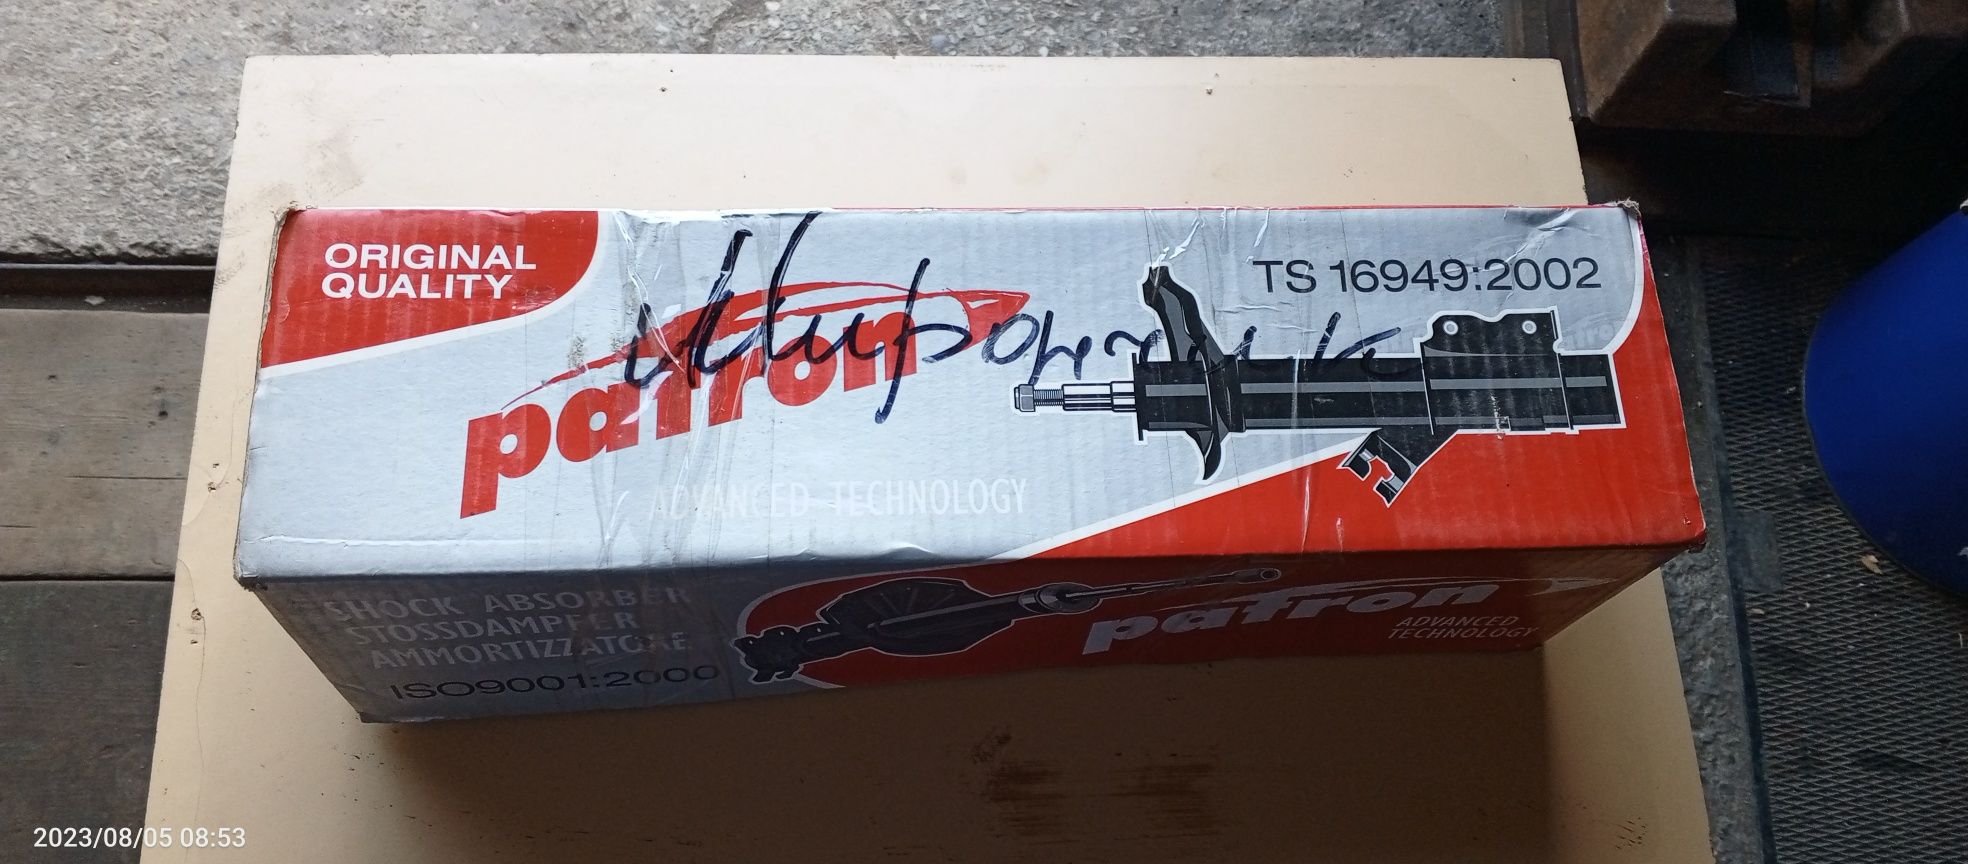 ORIGINAL
QUALITY
TS 16949:2002
patron
ADVANCED TECHNOLOGY
SHOCK ABSORBER
STOSSDAMPFER
AMMORTIZZATORE
ISO9001:2000
patron
ADVANCED
TECHNOLOGY
2023/08/05 08:53